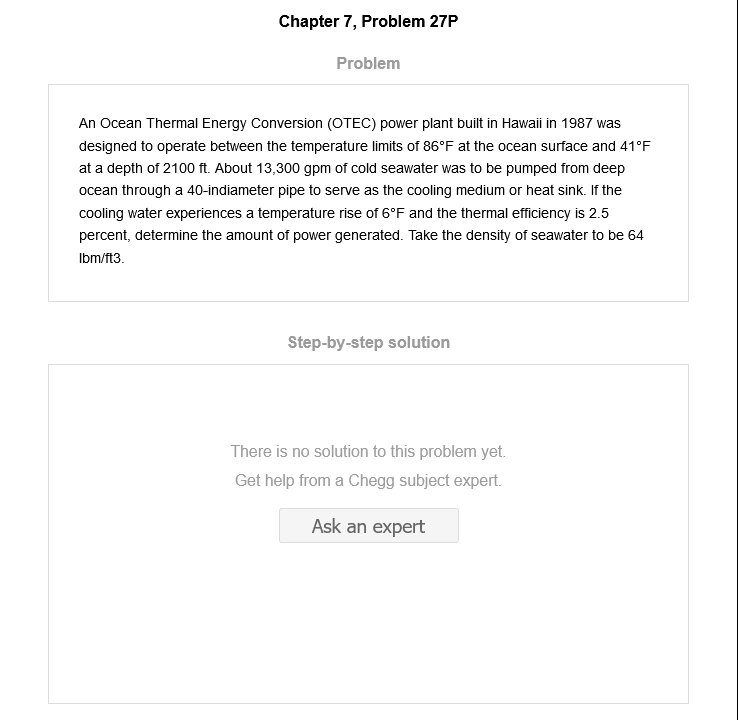 Chapter 7, Problem 27P
Problem
An Ocean Thermal Energy Conversion (OTEC) power plant built in Hawaii in 1987 was
designed to operate between the temperature limits of 86°F at the ocean surface and 41°F
at a depth of 2100 ft. About 13,300 gpm of cold seawater was to be pumped from deep
ocean through a 40-indiameter pipe to serve as the cooling medium or heat sink. If the
cooling water experiences a temperature rise of 6°F and the thermal efficiency is 2.5
percent, determine the amount of power generated. Take the density of seawater to be 64
lbm/ft3.
Step-by-step solution
There is no solution to this problem yet.
Get help from a Chegg subject expert.
Ask an expert